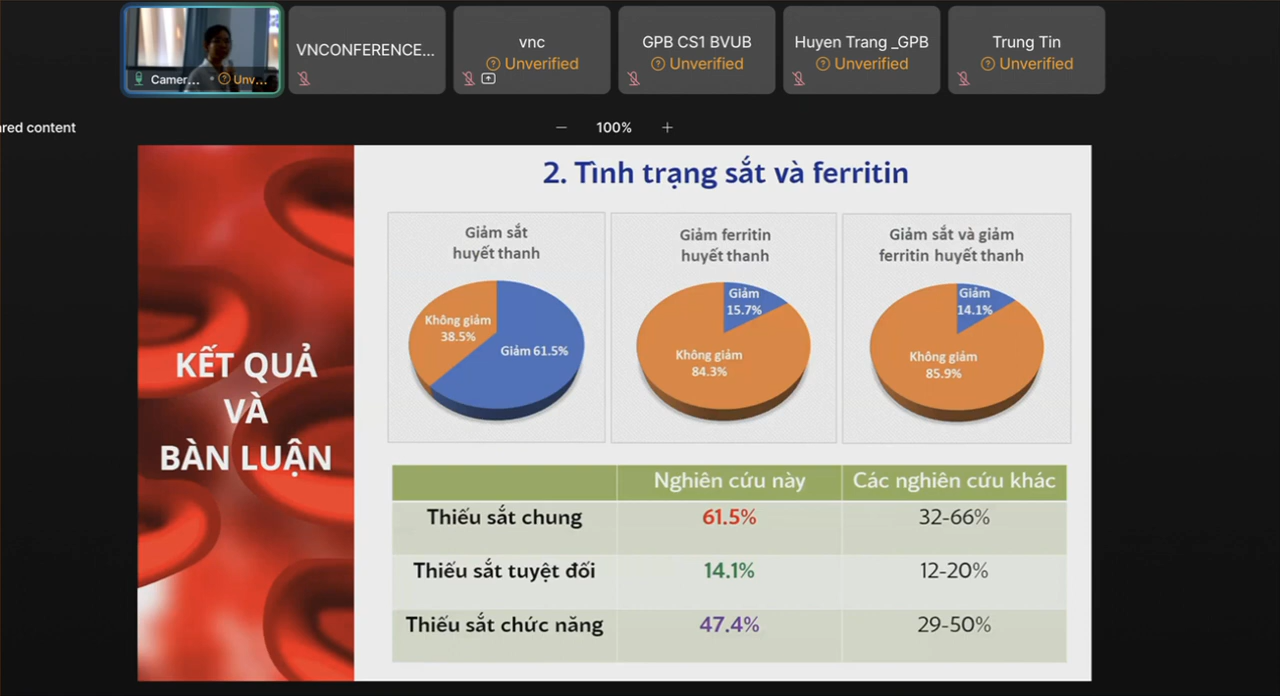 Camer...
Unv...
VNCONFERENCE...
vnc
Unverified
GPB CS1 BVUB
Unverified
Huyen Trang _GPB
Unverified
Trung Tin
Unverified
ared content
− 100% +
KẾT QUẢ
VÀ
BÀN LUẬN
2. Tình trạng sắt và ferritin
Giảm sắt
huyết thanh
Không giảm
38.5%
Giảm 61.5%
Giảm ferritin
huyết thanh
Giảm
15.7%
Không giảm
84.3%
Giảm sắt và giảm
ferritin huyết thanh
Giảm
14.1%
Không giảm
85.9%
Nghiên cứu này Các nghiên cứu khác
Thiếu sắt chung 61.5% 32-66%
Thiếu sắt tuyệt đối 14.1% 12-20%
Thiếu sắt chức năng 47.4% 29-50%